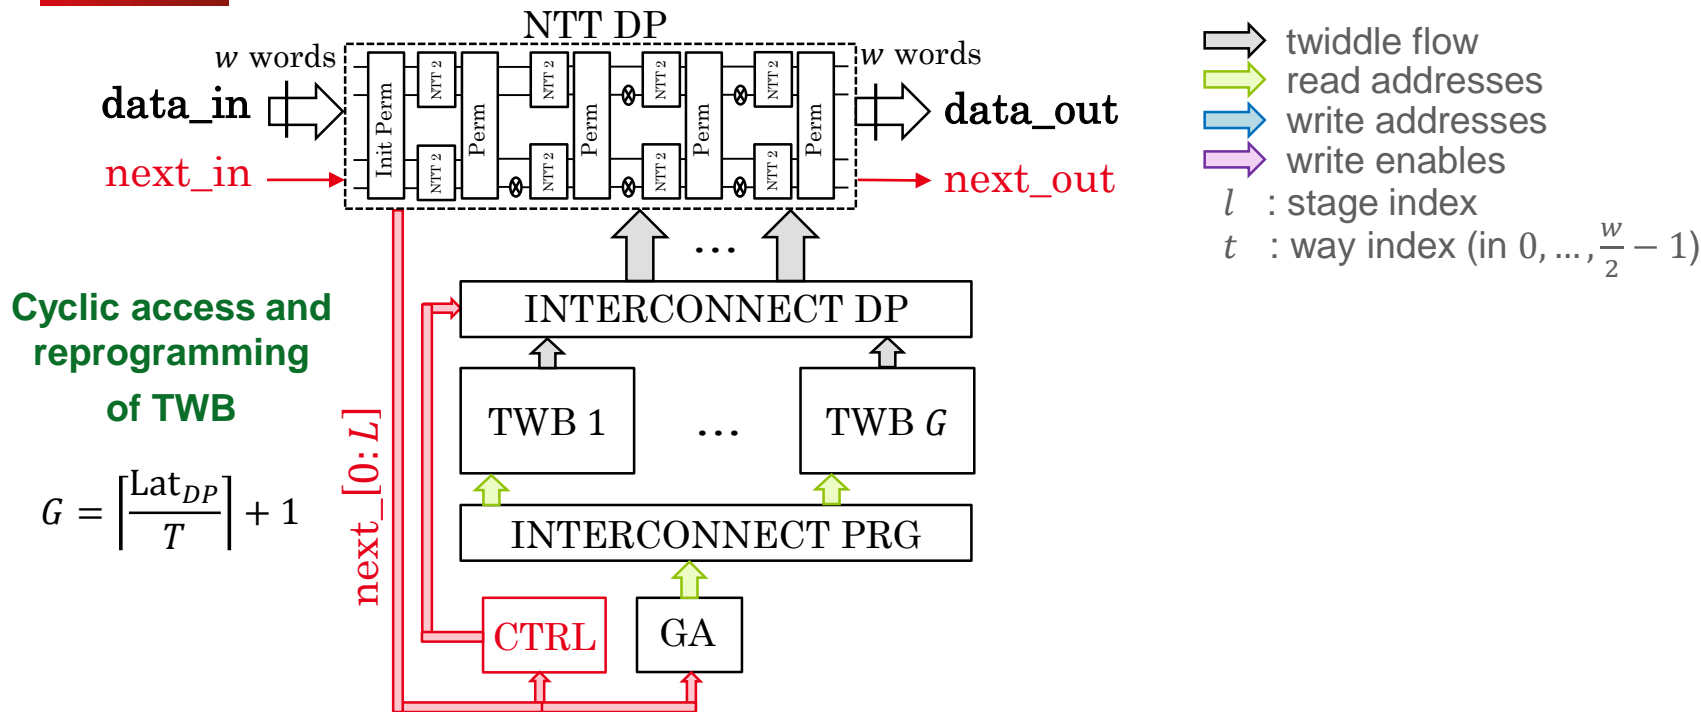 NTT DP
w words
w words
data_in
data_out
next_in
next_out
Init Perm
NTT 2
NTT 2
Perm
NTT 2
NTT 2
Perm
NTT 2
NTT 2
Perm
NTT 2
NTT 2
Perm
...
INTERCONNECT DP
TWB 1
...
TWB G
INTERCONNECT PRG
CTRL
GA
next_[0: L]
Cyclic access and
reprogramming
of TWB
G = ⌈Lat_DP / T⌉ + 1
twiddle flow
read addresses
write addresses
write enables
l : stage index
t : way index (in 0, ..., w/2 − 1)